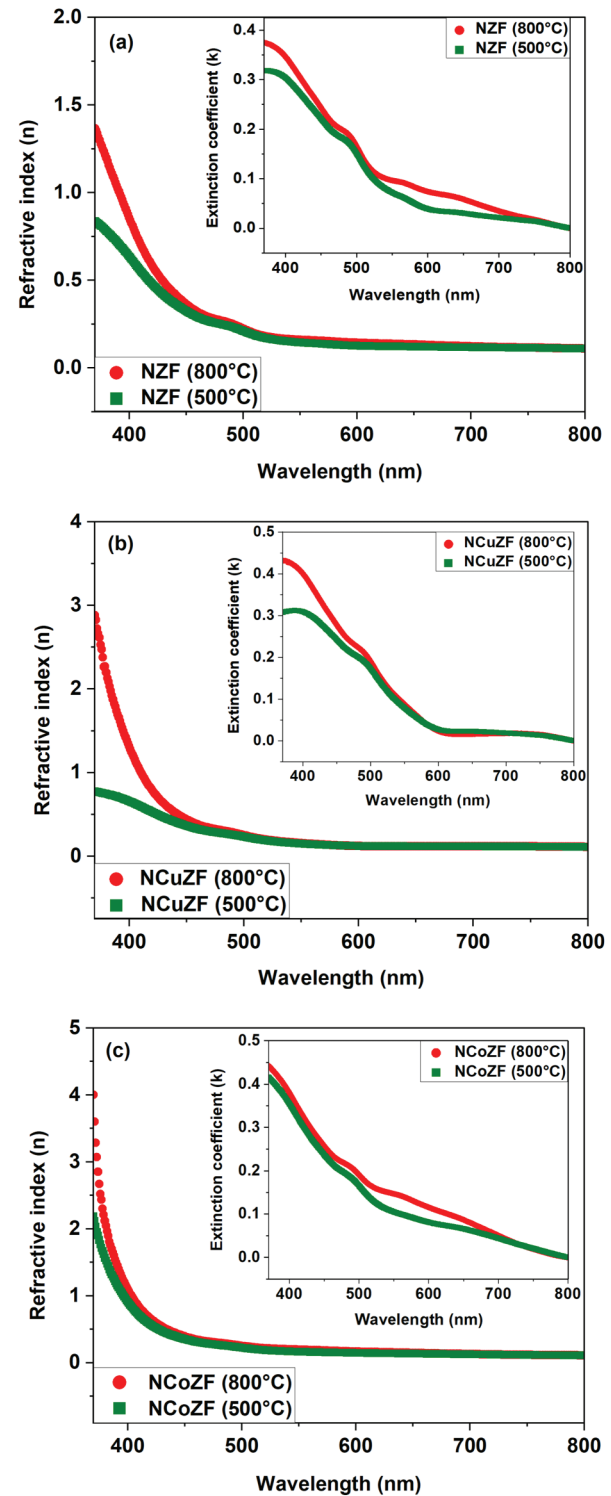 (a)
NZF (800°C)
NZF (500°C)
Extinction coefficient (k)
0.4
0.3
0.2
0.1
0.0
400 500 600 700 800
Wavelength (nm)
Refractive index (n)
2.0
1.5
1.0
0.5
0.0
NZF (800°C)
NZF (500°C)
400 500 600 700 800
Wavelength (nm)
(b)
NCuZF (800°C)
NCuZF (500°C)
Extinction coefficient (k)
0.5
0.4
0.3
0.2
0.1
0.0
400 500 600 700 800
Wavelength (nm)
Refractive index (n)
4
3
2
1
0
NCuZF (800°C)
NCuZF (500°C)
400 500 600 700 800
Wavelength (nm)
(c)
NCoZF (800°C)
NCoZF (500°C)
Extinction coefficient (k)
0.5
0.4
0.3
0.2
0.1
0.0
400 500 600 700 800
Wavelength (nm)
Refractive index (n)
5
4
3
2
1
0
NCoZF (800°C)
NCoZF (500°C)
400 500 600 700 800
Wavelength (nm)